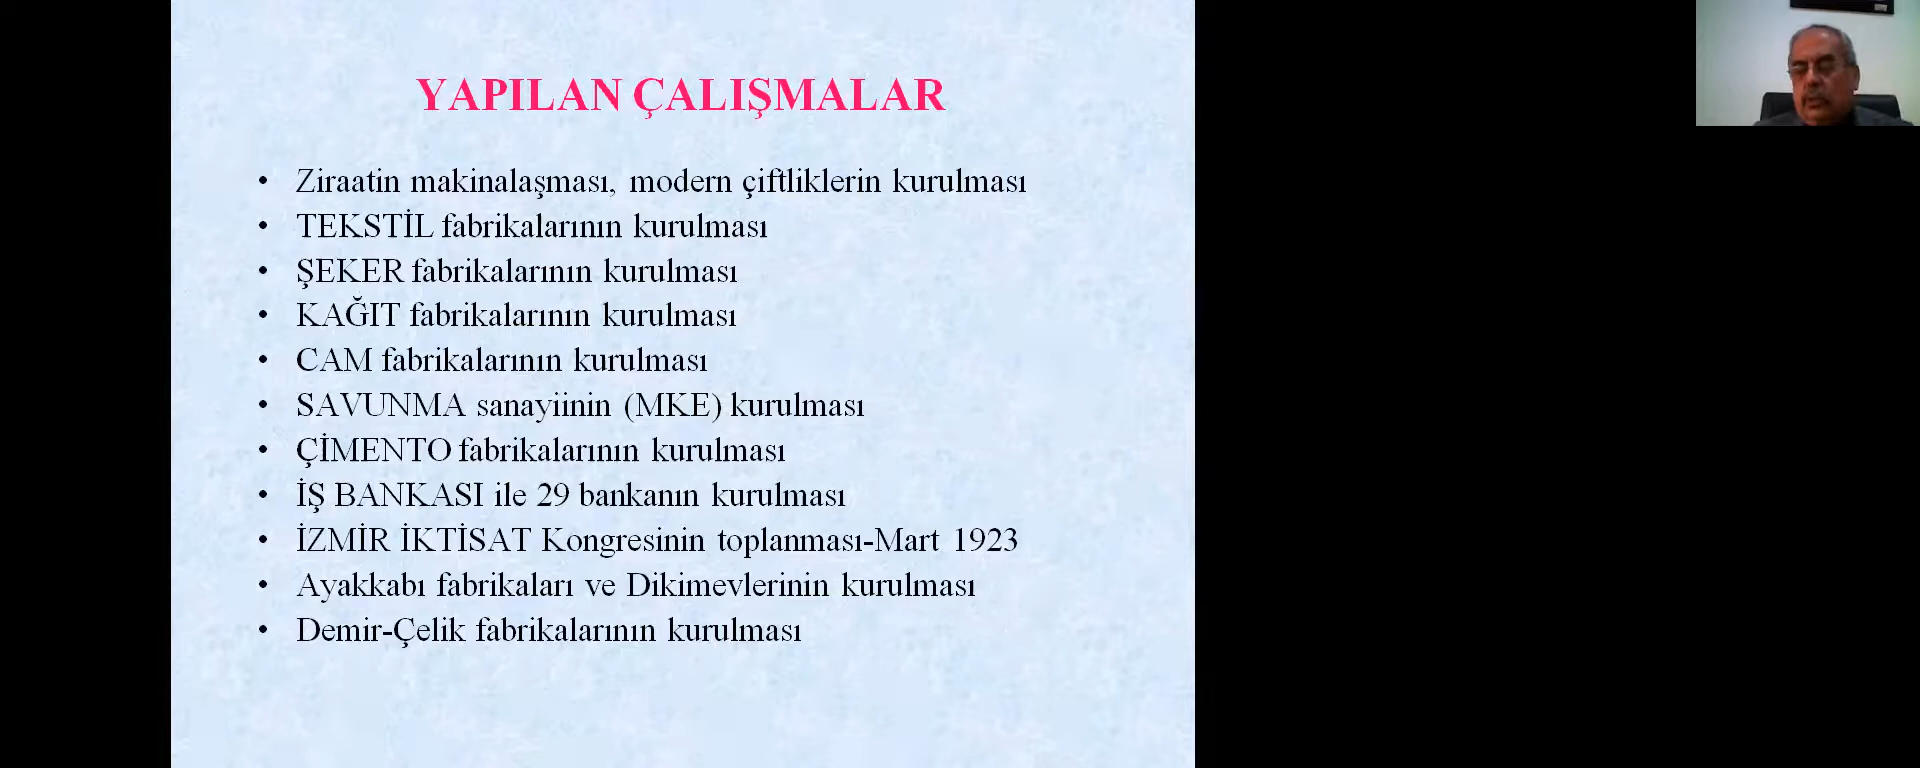 YAPILAN ÇALIŞMALAR
• Ziraatin makinalaşması, modern çiftliklerin kurulması
• TEKSTİL fabrikalarının kurulması
• ŞEKER fabrikalarının kurulması
• KAĞIT fabrikalarının kurulması
• CAM fabrikalarının kurulması
• SAVUNMA sanayiinin (MKE) kurulması
• ÇİMENTO fabrikalarının kurulması
• İŞ BANKASI ile 29 bankanın kurulması
• İZMİR İKTİSAT Kongresinin toplanması-Mart 1923
• Ayakkabı fabrikaları ve Dikimevlerinin kurulması
• Demir-Çelik fabrikalarının kurulması